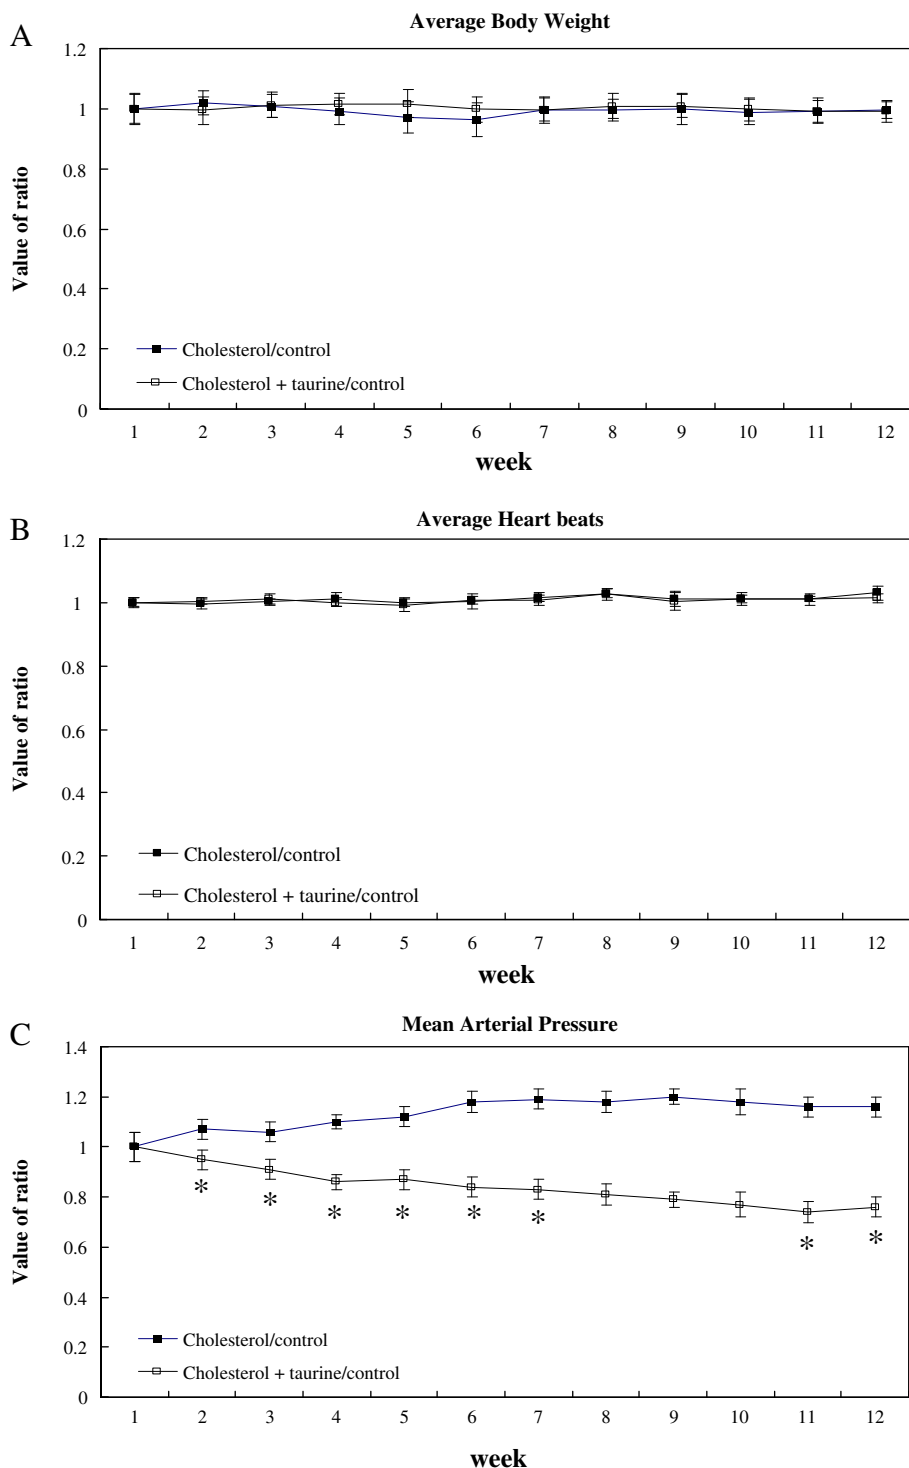 A
Average Body Weight
1.2
1
0.8
0.6
0.4
0.2
0
Value of ratio
Cholesterol/control
Cholesterol + taurine/control
1 2 3 4 5 6 7 8 9 10 11 12
week
B
Average Heart beats
1.2
1
0.8
0.6
0.4
0.2
0
Value of ratio
Cholesterol/control
Cholesterol + taurine/control
1 2 3 4 5 6 7 8 9 10 11 12
week
C
Mean Arterial Pressure
1.4
1.2
1
0.8
0.6
0.4
0.2
0
Value of ratio
* * * * * * * *
Cholesterol/control
Cholesterol + taurine/control
1 2 3 4 5 6 7 8 9 10 11 12
week